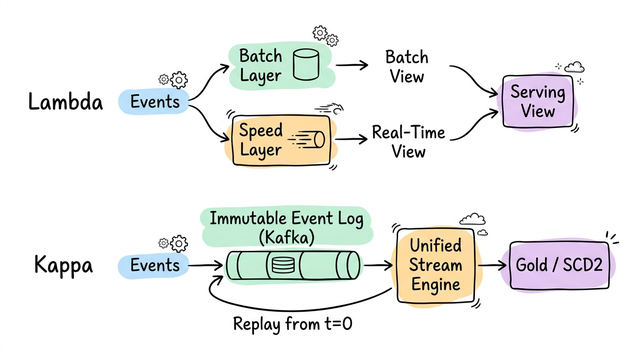 Lambda
Events
Batch
Layer
Batch
View
Speed
Layer
Real-Time
View
Serving
View
Kappa
Events
Immutable Event Log
(Kafka)
Unified
Stream
Engine
Gold / SCD2
Replay from t=0